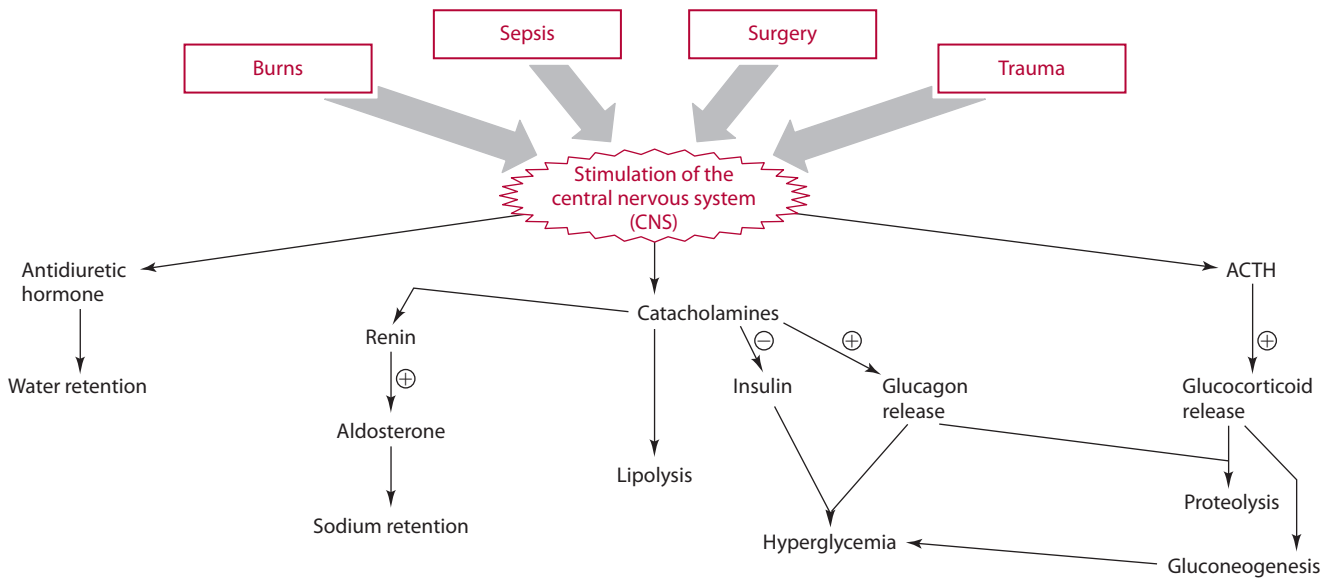 Burns
Sepsis
Surgery
Trauma
Stimulation of the
central nervous system
(CNS)
Antidiuretic
hormone
ACTH
Catacholamines
Renin
⊖
⊕
⊕
⊕
Water retention
Insulin
Glucagon
release
Glucocorticoid
release
Aldosterone
Lipolysis
Proteolysis
Sodium retention
Hyperglycemia
Gluconeogenesis